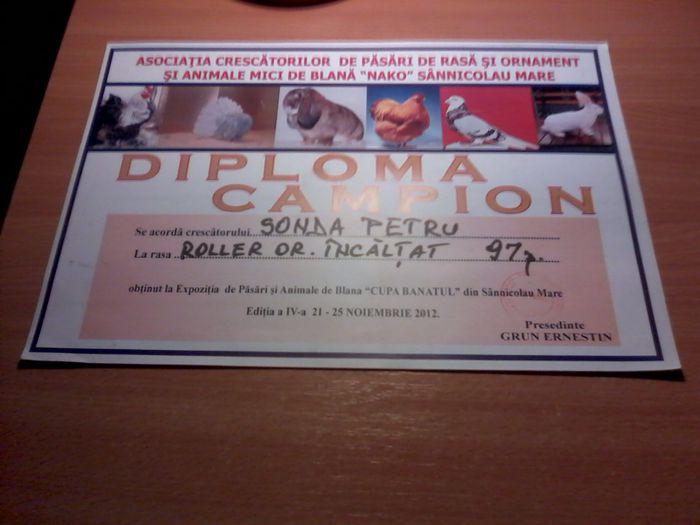 ASOCIAȚIA CRESCĂTORILOR DE PĂSĂRI DE RASĂ ȘI ORNAMENT
ȘI ANIMALE MICI DE BLANĂ "NAKO" SÂNNICOLAU MARE
DIPLOMA
CAMPION
Se acordă crescătorului SONDA PETRU
La rasa ROLLER OR. ÎNCĂLȚAT 97p.
obținut la Expoziția de Păsări și Animale de Blana "CUPA BANATUL" din Sânnicolau Mare
Ediția a IV-a 21 - 25 NOIEMBRIE 2012.
Presedinte
GRUN ERNESTIN